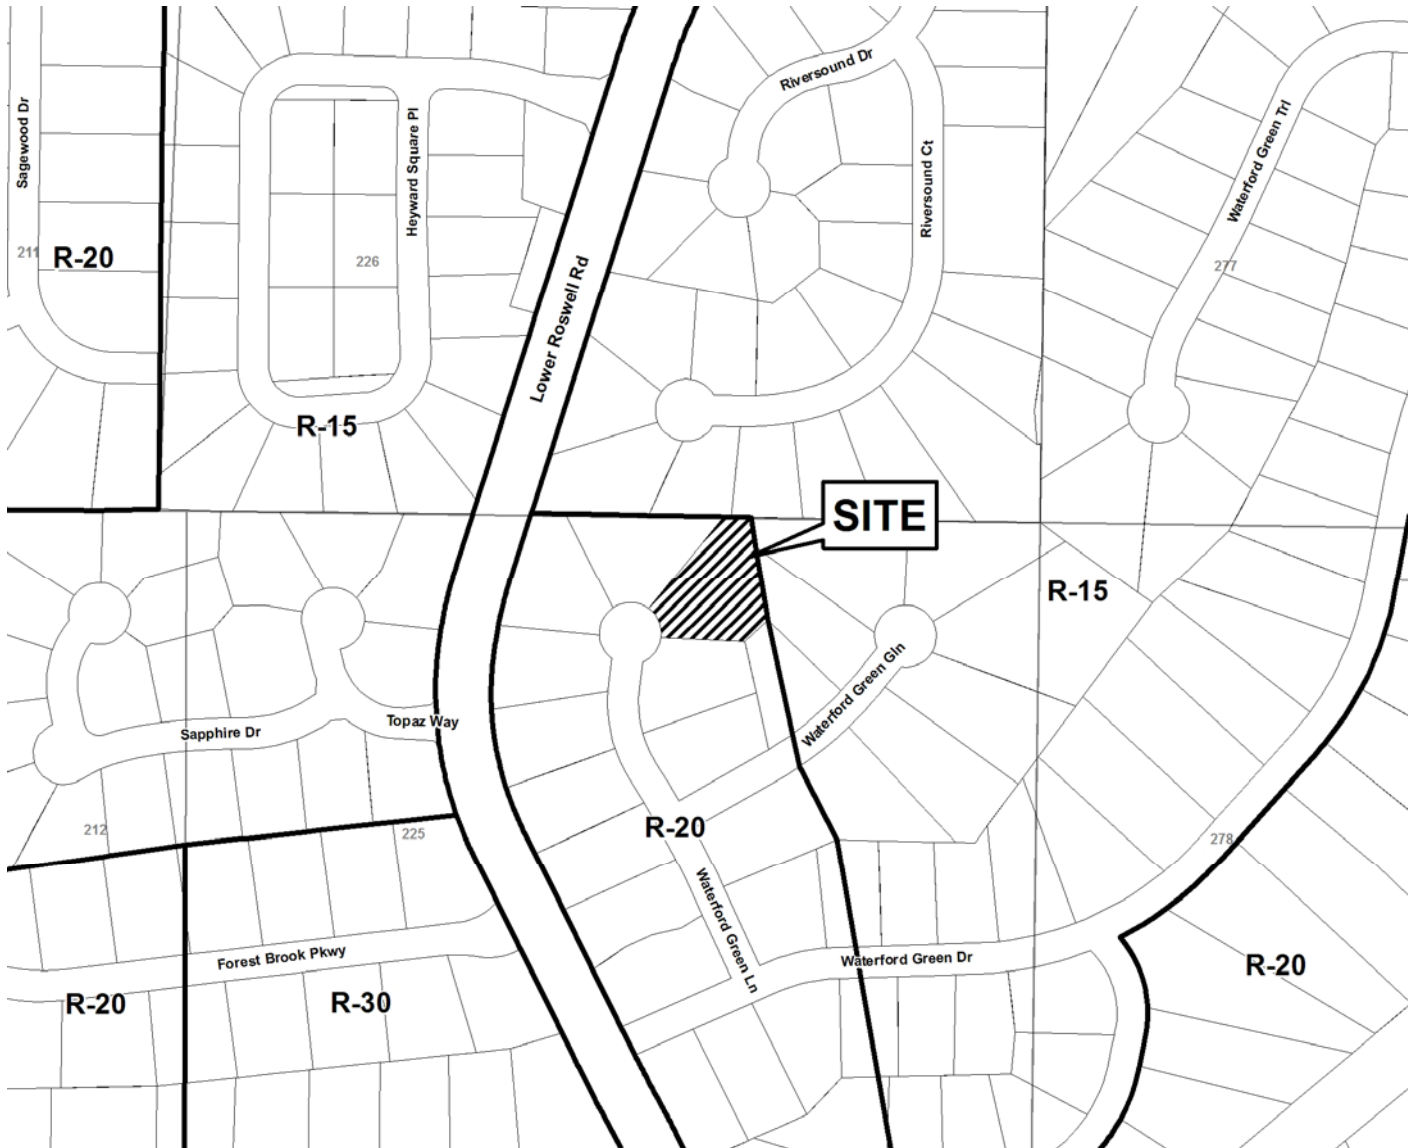 Riversound Dr
Sagewood Dr
Heyward Square Pl
Riversound Ct
Waterford Green Trl
211
R-20
226
277
Lower Roswell Rd
R-15
SITE
R-15
Waterford Green Gln
Topaz Way
Sapphire Dr
R-20
212
225
278
Waterford Green Ln
Forest Brook Pkwy
Waterford Green Dr
R-20
R-20
R-30